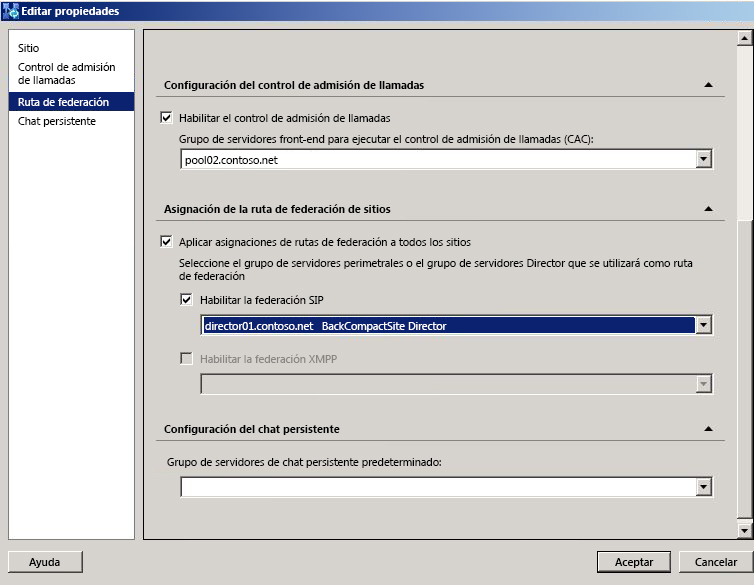 Editar propiedades
Sitio
Control de admisión
de llamadas
Ruta de federación
Chat persistente
Configuración del control de admisión de llamadas
Habilitar el control de admisión de llamadas
Grupo de servidores front-end para ejecutar el control de admisión de llamadas (CAC):
pool02.contoso.net
Asignación de la ruta de federación de sitios
Aplicar asignaciones de rutas de federación a todos los sitios
Seleccione el grupo de servidores perimetrales o el grupo de servidores Director que se utilizará como ruta
de federación
Habilitar la federación SIP
director01.contoso.net BackCompactSite Director
Habilitar la federación XMPP
Configuración del chat persistente
Grupo de servidores de chat persistente predeterminado:
Ayuda
Aceptar
Cancelar